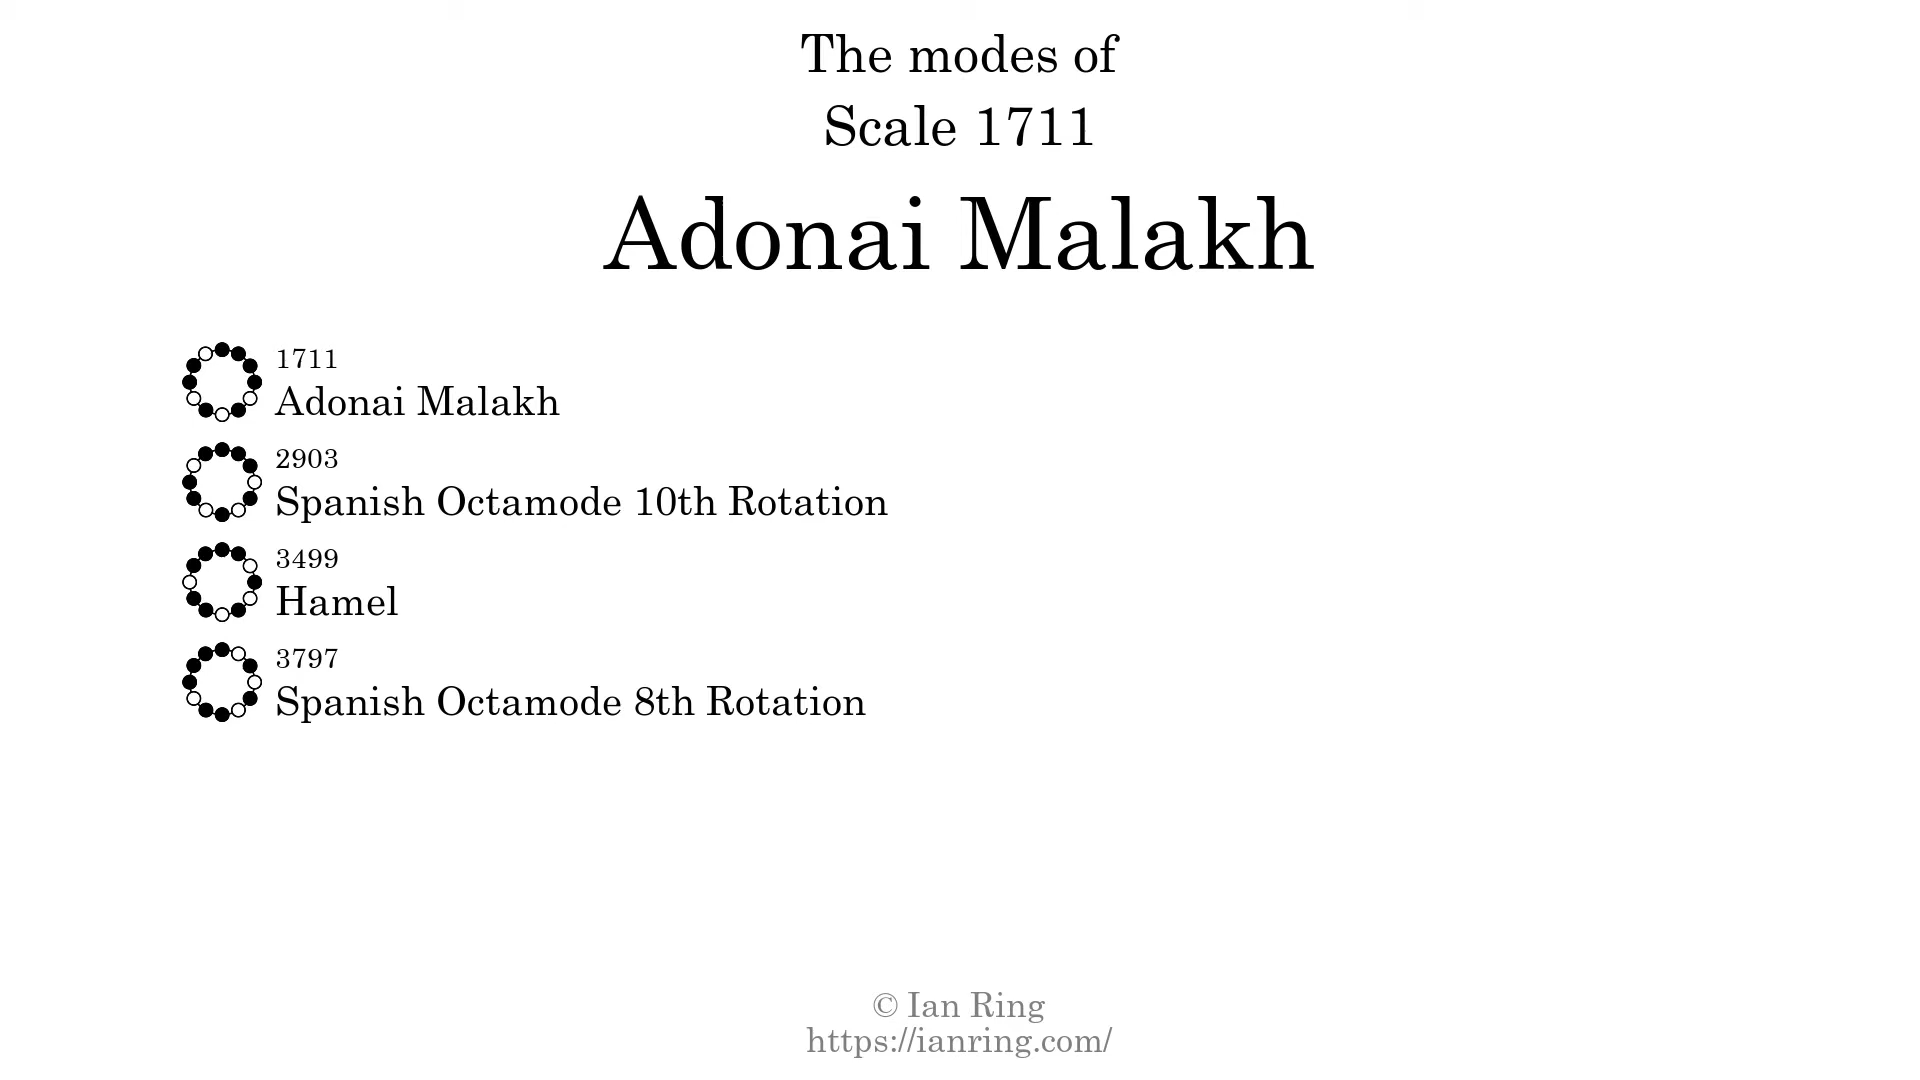 The modes of
Scale 1711
Adonai Malakh
1711
Adonai Malakh
2903
Spanish Octamode 10th Rotation
3499
Hamel
3797
Spanish Octamode 8th Rotation
© Ian Ring
https://ianring.com/